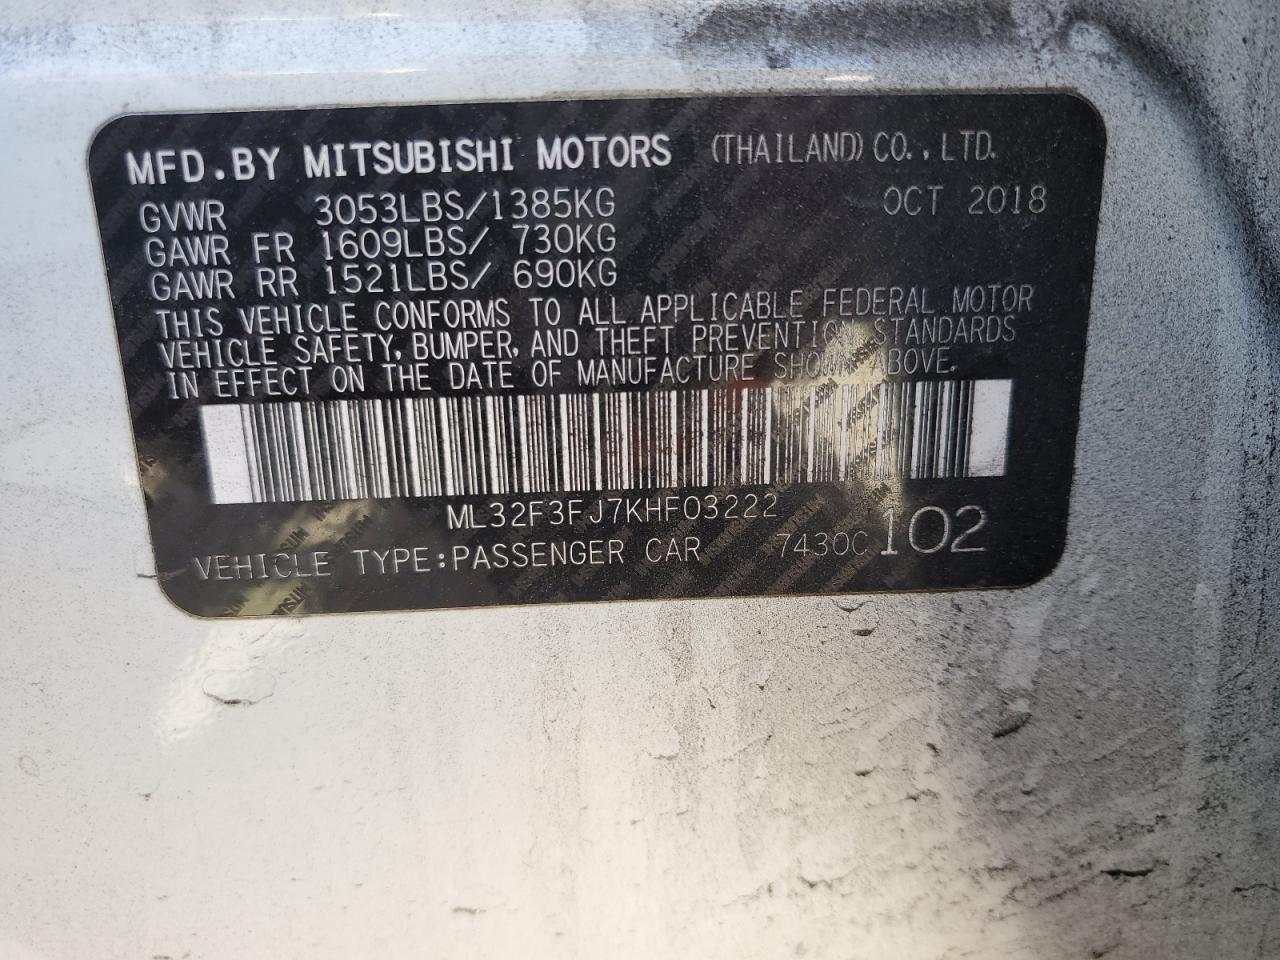 MFD.BY MITSUBISHI MOTORS (THAILAND) CO.,LTD.
GVWR 3053LBS/1385KG OCT 2018
GAWR FR 1609LBS/ 730KG
GAWR RR 1521LBS/ 690KG
THIS VEHICLE CONFORMS TO ALL APPLICABLE FEDERAL MOTOR
VEHICLE SAFETY, BUMPER, AND THEFT PREVENTION STANDARDS
IN EFFECT ON THE DATE OF MANUFACTURE SHOWN ABOVE.
ML32F3FJ7KHF03222
VEHICLE TYPE:PASSENGER CAR 7430C 102